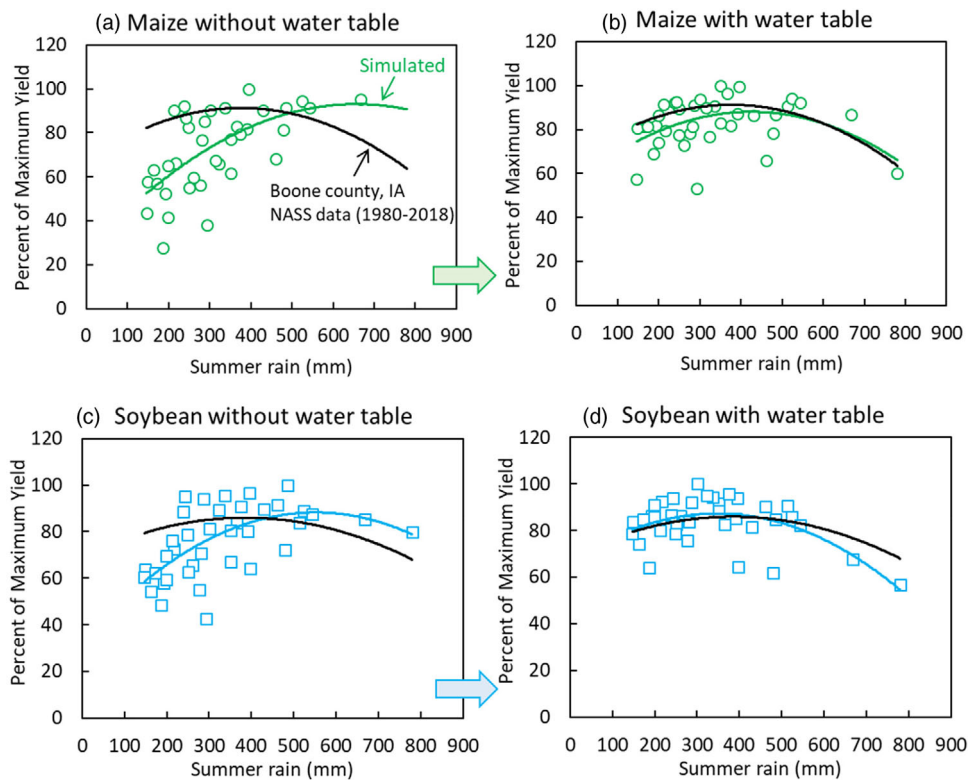 (a) Maize without water table
Percent of Maximum Yield
120
100
80
60
40
20
0
Simulated
Boone county, IA
NASS data (1980-2018)
0 100 200 300 400 500 600 700 800 900
Summer rain (mm)
(b) Maize with water table
Percent of Maximum Yield
120
100
80
60
40
20
0
0 100 200 300 400 500 600 700 800 900
Summer rain (mm)
(c) Soybean without water table
Percent of Maximum Yield
120
100
80
60
40
20
0
0 100 200 300 400 500 600 700 800 900
Summer rain (mm)
(d) Soybean with water table
Percent of Maximum Yield
120
100
80
60
40
20
0
0 100 200 300 400 500 600 700 800 900
Summer rain (mm)